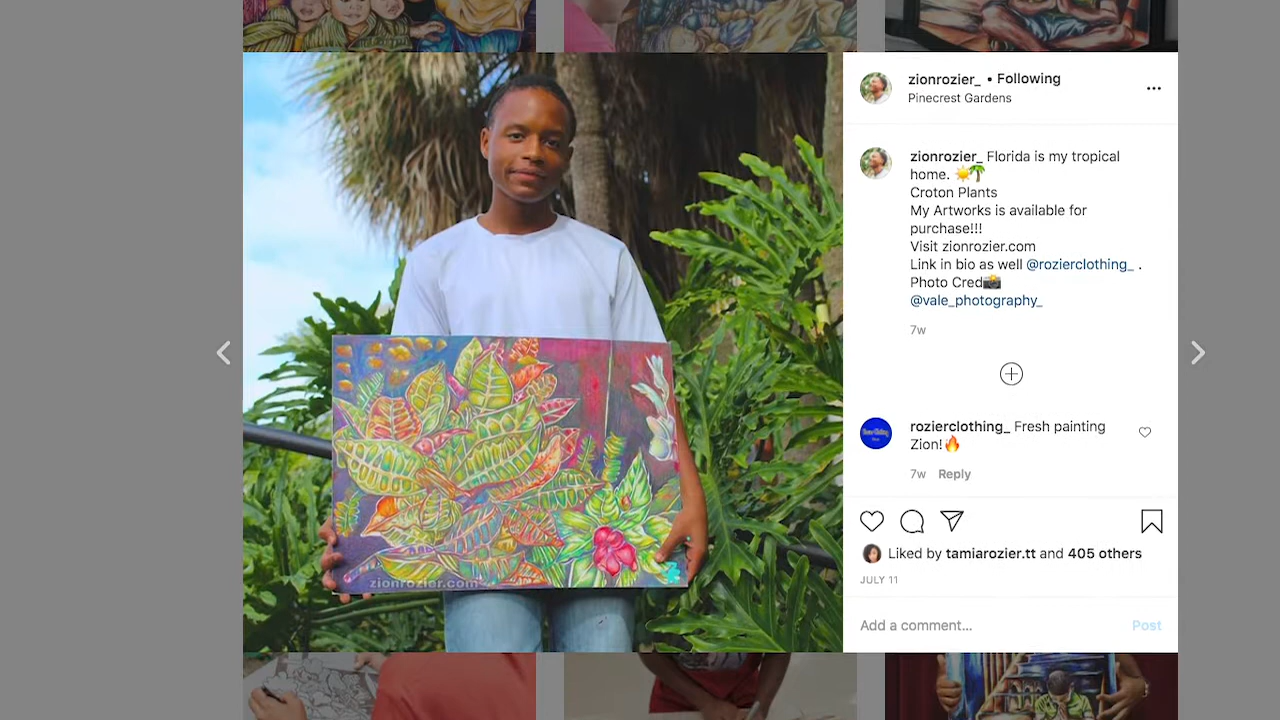 zionrozier_ • Following
Pinecrest Gardens
zionrozier_ Florida is my tropical
home. ☀️🌴
Croton Plants
My Artworks is available for
purchase!!!
Visit zionrozier.com
Link in bio as well @rozierclothing_ .
Photo Cred📸
@vale_photography_
7w
rozierclothing_ Fresh painting
Zion!🔥
7w Reply
Liked by tamiarozier.tt and 405 others
JULY 11
Add a comment... Post
zionrozier.com